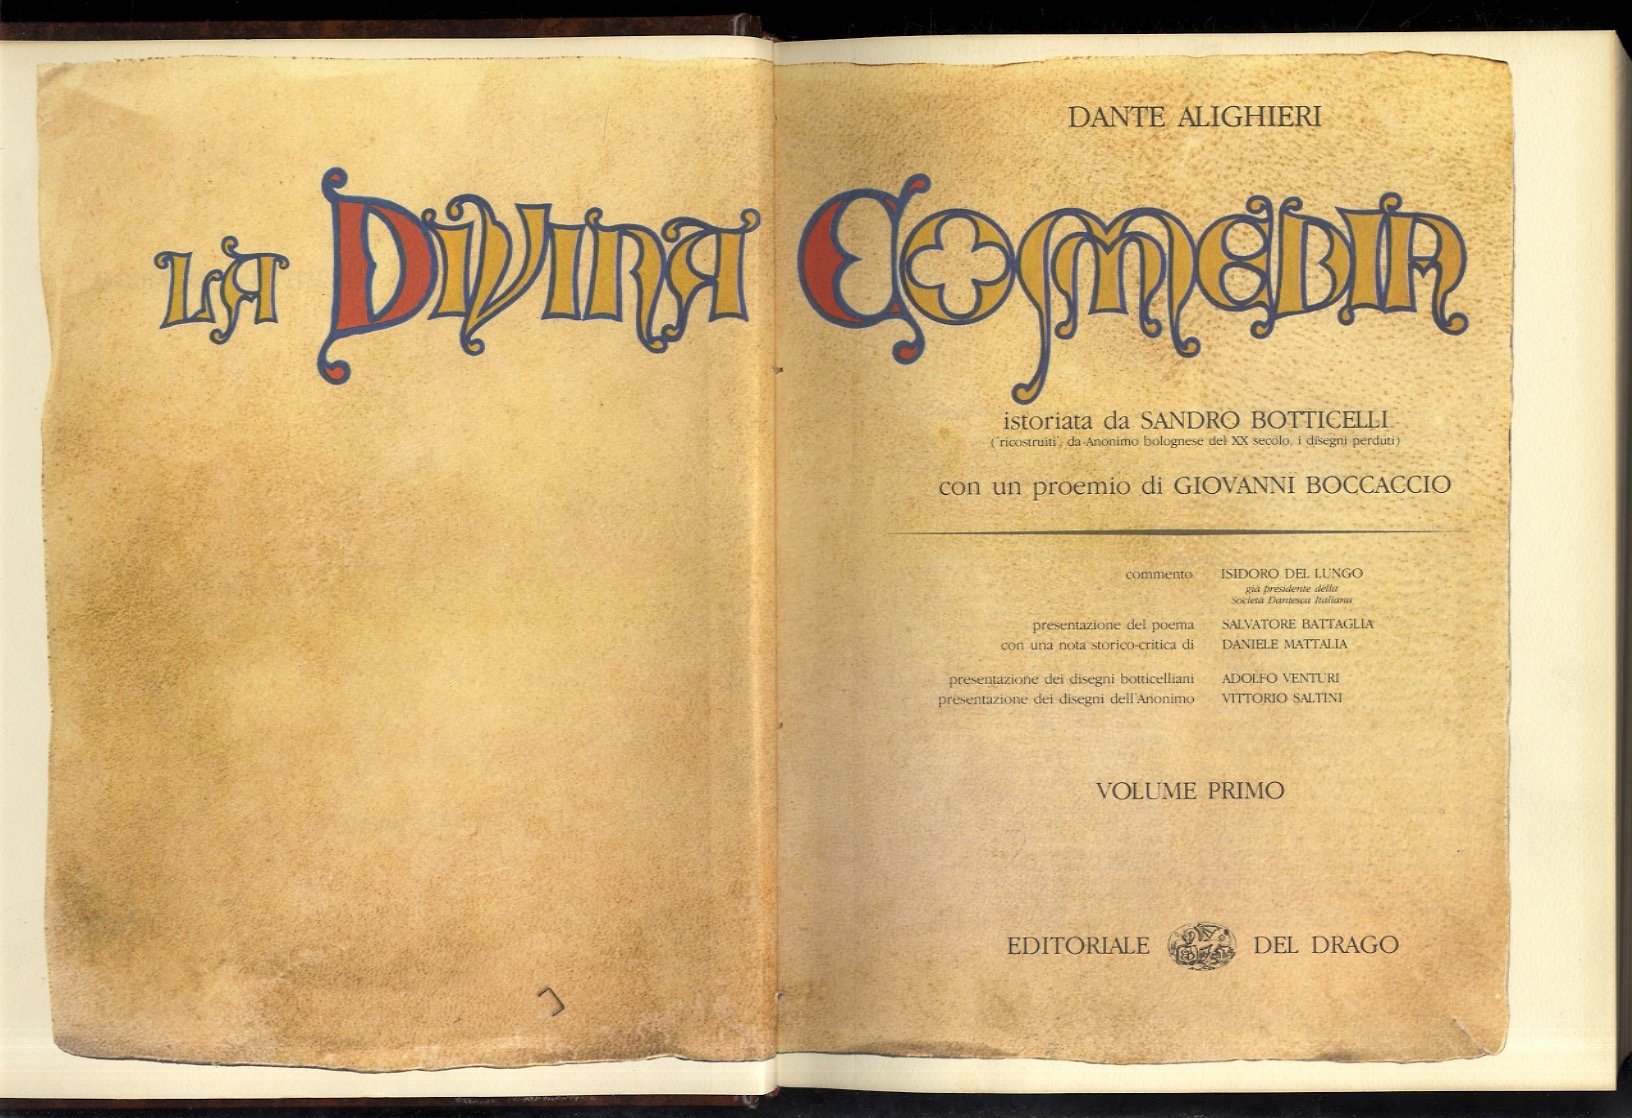 DANTE ALIGHIERI
LA DIVINA COMEDIA
istoriata da SANDRO BOTTICELLI
('ricostruiti', da Anonimo bolognese del XX secolo, i disegni perduti)
con un proemio di GIOVANNI BOCCACCIO
commento ISIDORO DEL LUNGO
già presidente della
Società Dantesca Italiana
presentazione del poema SALVATORE BATTAGLIA
con una nota storico-critica di DANIELE MATTALIA
presentazione dei disegni botticelliani ADOLFO VENTURI
presentazione dei disegni dell'Anonimo VITTORIO SALTINI
VOLUME PRIMO
EDITORIALE DEL DRAGO